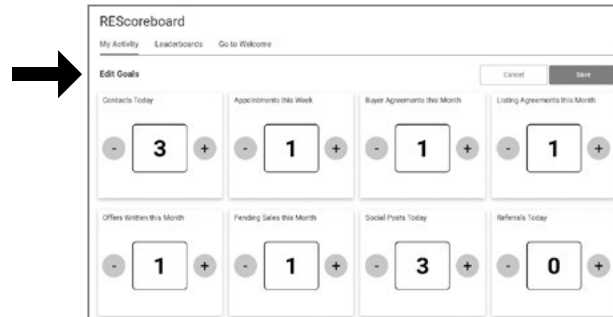 REScoreboard
My Activity Leaderboards Go to Welcome
Edit Goals Cancel Save
Contacts Today Appointments this Week Buyer Agreements this Month Listing Agreements this Month
- 3 + - 1 + - 1 + - 1 +
Offers Written this Month Pending Sales this Month Social Posts Today Referrals Today
- 1 + - 1 + - 3 + - 0 +